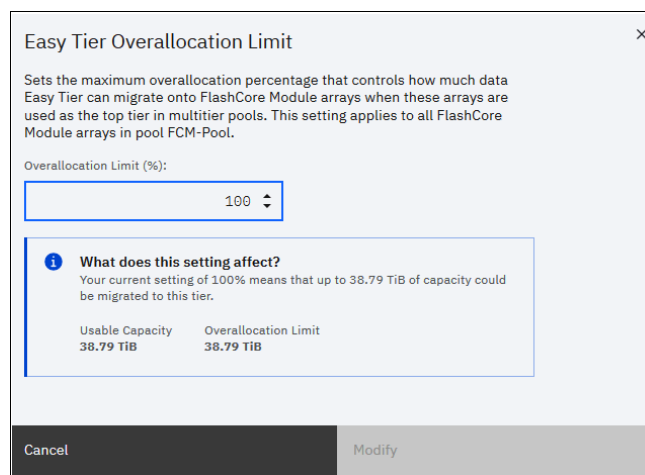 Easy Tier Overallocation Limit
Sets the maximum overallocation percentage that controls how much data
Easy Tier can migrate onto FlashCore Module arrays when these arrays are
used as the top tier in multitier pools. This setting applies to all FlashCore
Module arrays in pool FCM-Pool.
Overallocation Limit (%):
100
What does this setting affect?
Your current setting of 100% means that up to 38.79 TiB of capacity could
be migrated to this tier.
Usable Capacity Overallocation Limit
38.79 TiB 38.79 TiB
Cancel Modify